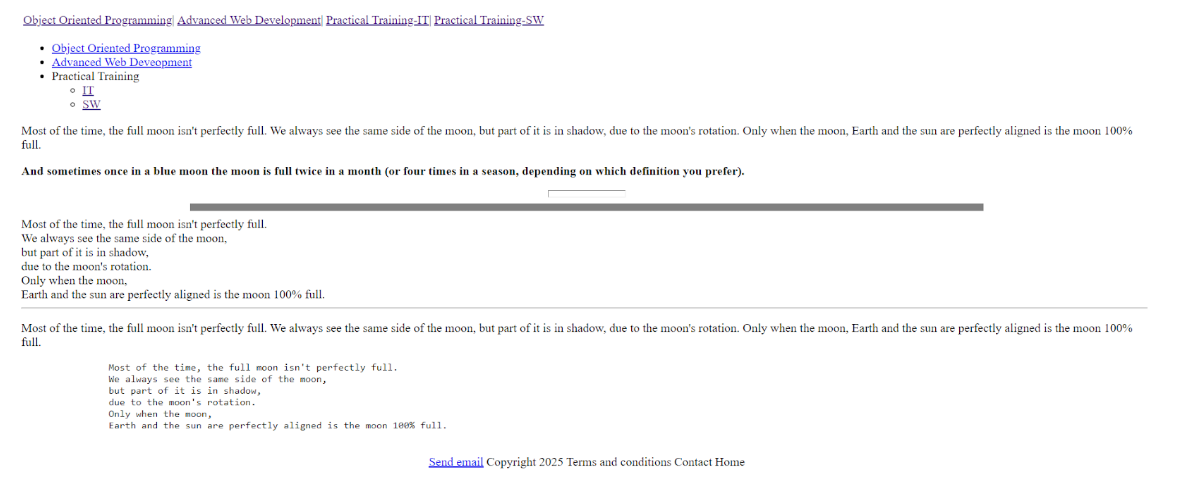 Object Oriented Programming| Advanced Web Development| Practical Training-IT| Practical Training-SW
Object Oriented Programming
Advanced Web Deveopment
Practical Training
IT
SW
Most of the time, the full moon isn't perfectly full. We always see the same side of the moon, but part of it is in shadow, due to the moon's rotation. Only when the moon, Earth and the sun are perfectly aligned is the moon 100%
full.
And sometimes once in a blue moon the moon is full twice in a month (or four times in a season, depending on which definition you prefer).
Most of the time, the full moon isn't perfectly full.
We always see the same side of the moon,
but part of it is in shadow,
due to the moon's rotation.
Only when the moon,
Earth and the sun are perfectly aligned is the moon 100% full.
Most of the time, the full moon isn't perfectly full. We always see the same side of the moon, but part of it is in shadow, due to the moon's rotation. Only when the moon, Earth and the sun are perfectly aligned is the moon 100%
full.
Most of the time, the full moon isn't perfectly full.
We always see the same side of the moon,
but part of it is in shadow,
due to the moon's rotation.
Only when the moon,
Earth and the sun are perfectly aligned is the moon 100% full.
Send email Copyright 2025 Terms and conditions Contact Home